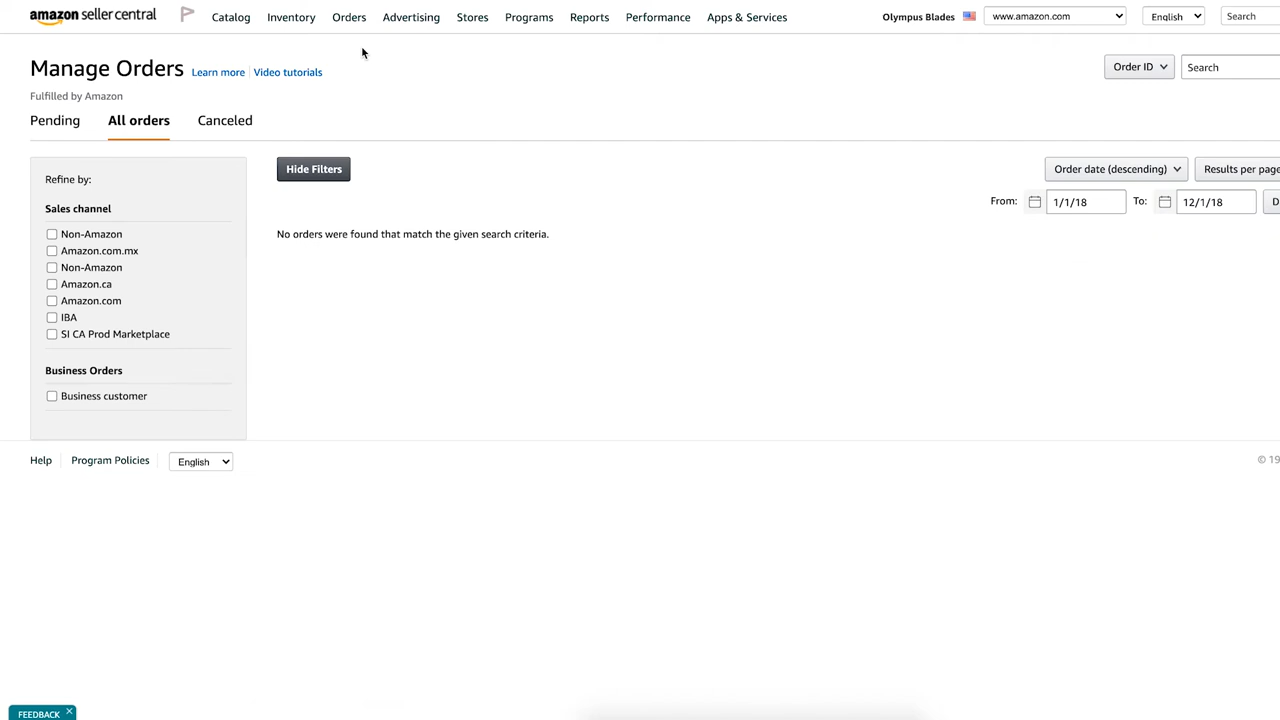 amazon seller central Catalog Inventory Orders Advertising Stores Programs Reports Performance Apps & Services Olympus Blades www.amazon.com English Search
Manage Orders Learn more Video tutorials Order ID Search
Fulfilled by Amazon
Pending All orders Canceled
Refine by:
Hide Filters Order date (descending) Results per page
From: 1/1/18 To: 12/1/18
Sales channel
No orders were found that match the given search criteria.
Non-Amazon
Amazon.com.mx
Non-Amazon
Amazon.ca
Amazon.com
IBA
SI CA Prod Marketplace
Business Orders
Business customer
Help Program Policies English © 19
FEEDBACK